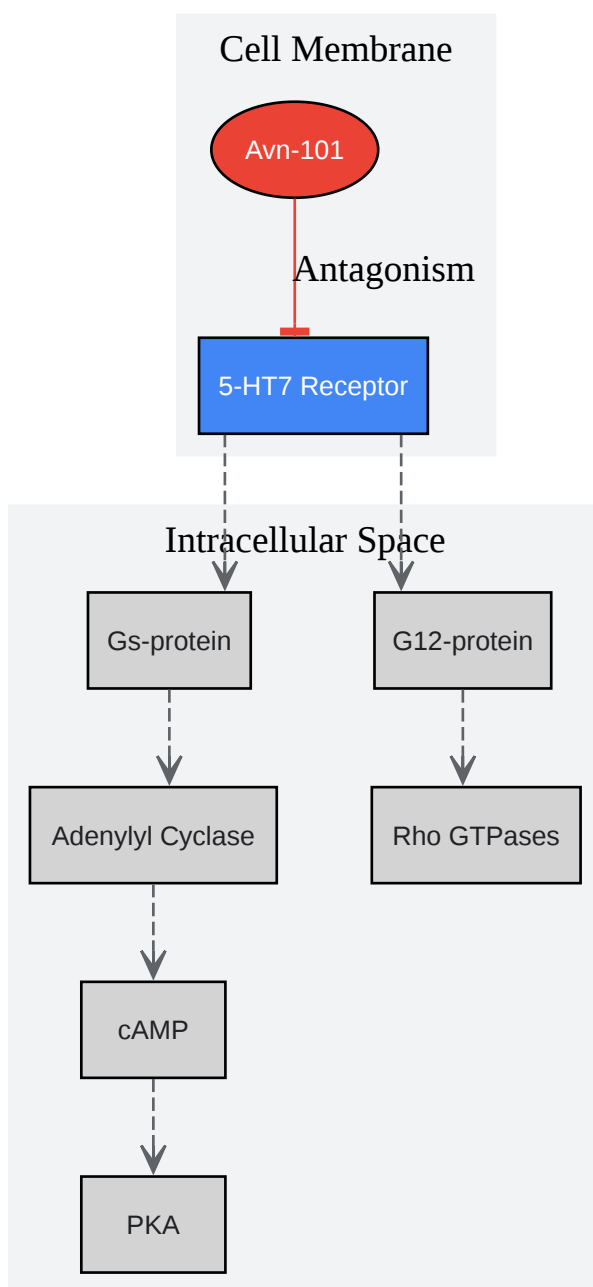 Cell Membrane
Avn-101
Antagonism
5-HT7 Receptor
Intracellular Space
Gs-protein
G12-protein
Adenylyl Cyclase
Rho GTPases
cAMP
PKA